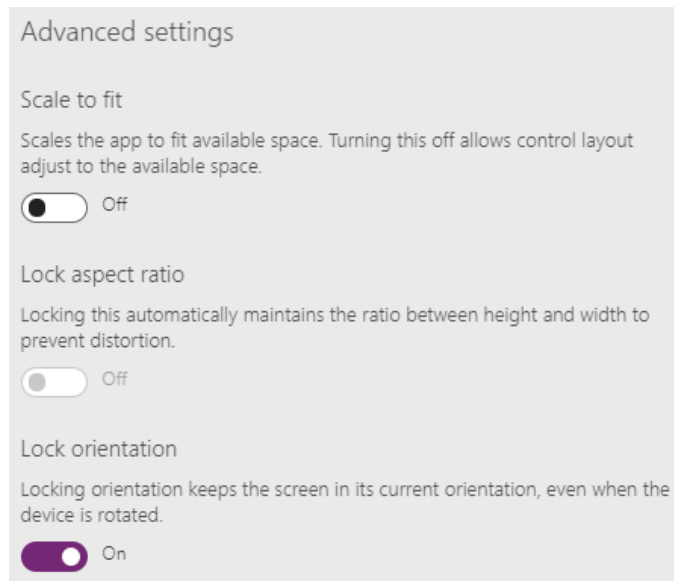 Advanced settings
Scale to fit
Scales the app to fit available space. Turning this off allows control layout
adjust to the available space.
Off
Lock aspect ratio
Locking this automatically maintains the ratio between height and width to
prevent distortion.
Off
Lock orientation
Locking orientation keeps the screen in its current orientation, even when the
device is rotated.
On